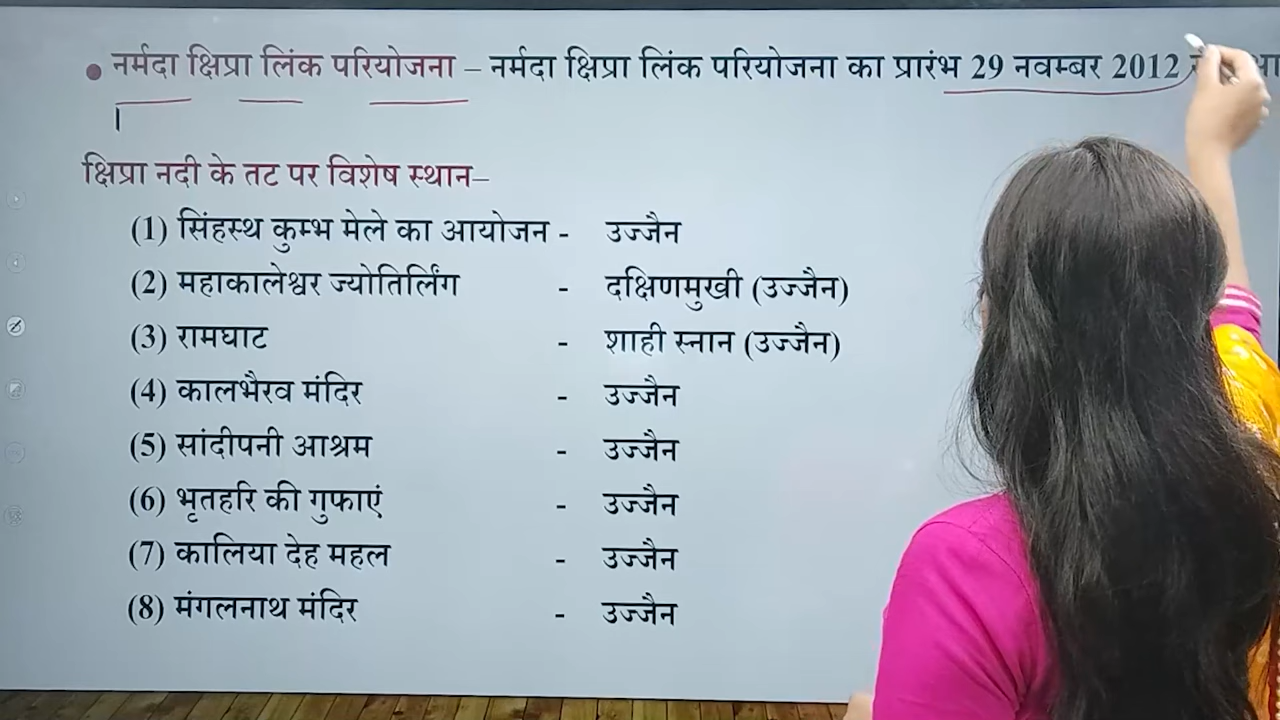 • नर्मदा क्षिप्रा लिंक परियोजना – नर्मदा क्षिप्रा लिंक परियोजना का प्रारंभ 29 नवम्बर 2012
क्षिप्रा नदी के तट पर विशेष स्थान–
(1) सिंहस्थ कुम्भ मेले का आयोजन - उज्जैन
(2) महाकालेश्वर ज्योतिर्लिंग - दक्षिणमुखी (उज्जैन)
(3) रामघाट - शाही स्नान (उज्जैन)
(4) कालभैरव मंदिर - उज्जैन
(5) सांदीपनी आश्रम - उज्जैन
(6) भृतहरि की गुफाएं - उज्जैन
(7) कालिया देह महल - उज्जैन
(8) मंगलनाथ मंदिर - उज्जैन